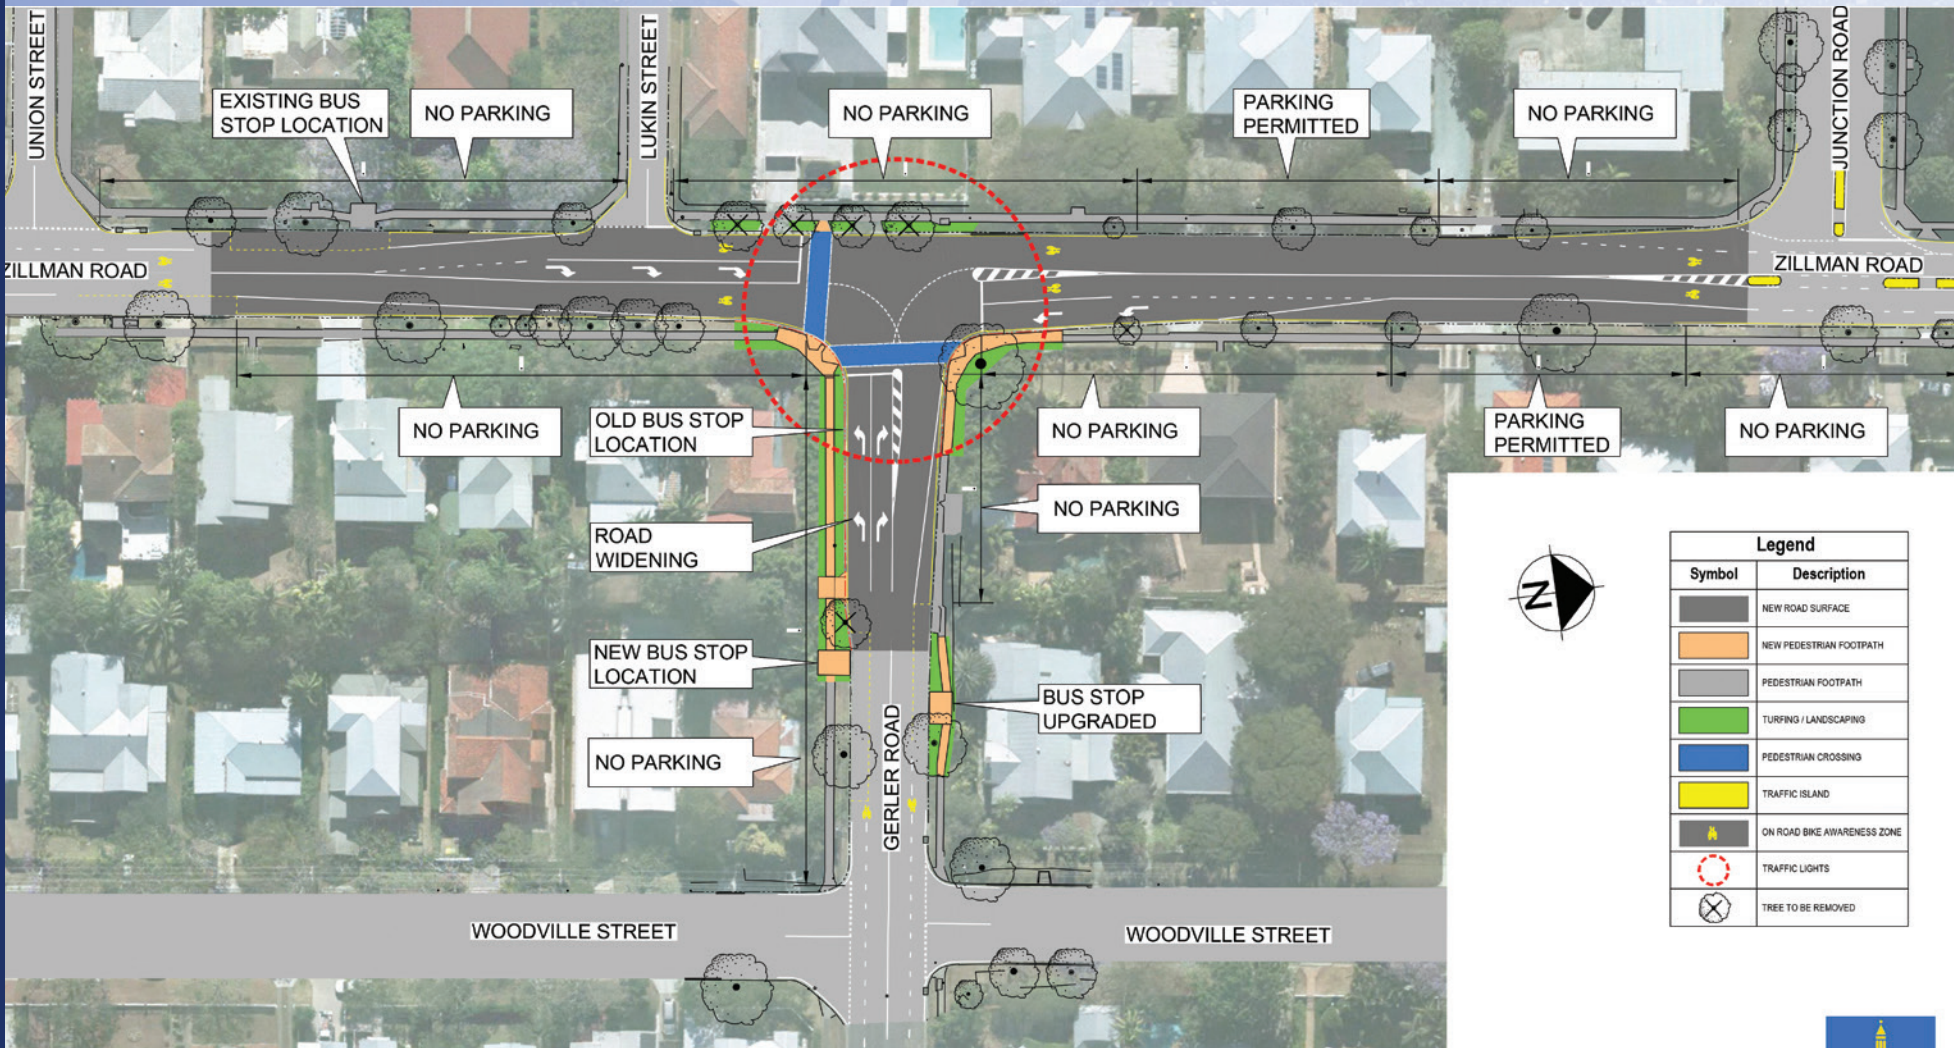 UNION STREET
EXISTING BUS
STOP LOCATION
NO PARKING
LUKIN STREET
NO PARKING
PARKING
PERMITTED
NO PARKING
JUNCTION ROAD
ZILLMAN ROAD
ZILLMAN ROAD
NO PARKING
OLD BUS STOP
LOCATION
NO PARKING
PARKING
PERMITTED
NO PARKING
ROAD
WIDENING
NO PARKING
NEW BUS STOP
LOCATION
BUS STOP
UPGRADED
NO PARKING
GERLER ROAD
WOODVILLE STREET
WOODVILLE STREET
N
Legend
Symbol Description
NEW ROAD SURFACE
NEW PEDESTRIAN FOOTPATH
PEDESTRIAN FOOTPATH
TURFING / LANDSCAPING
PEDESTRIAN CROSSING
TRAFFIC ISLAND
ON ROAD BIKE AWARENESS ZONE
TRAFFIC LIGHTS
TREE TO BE REMOVED